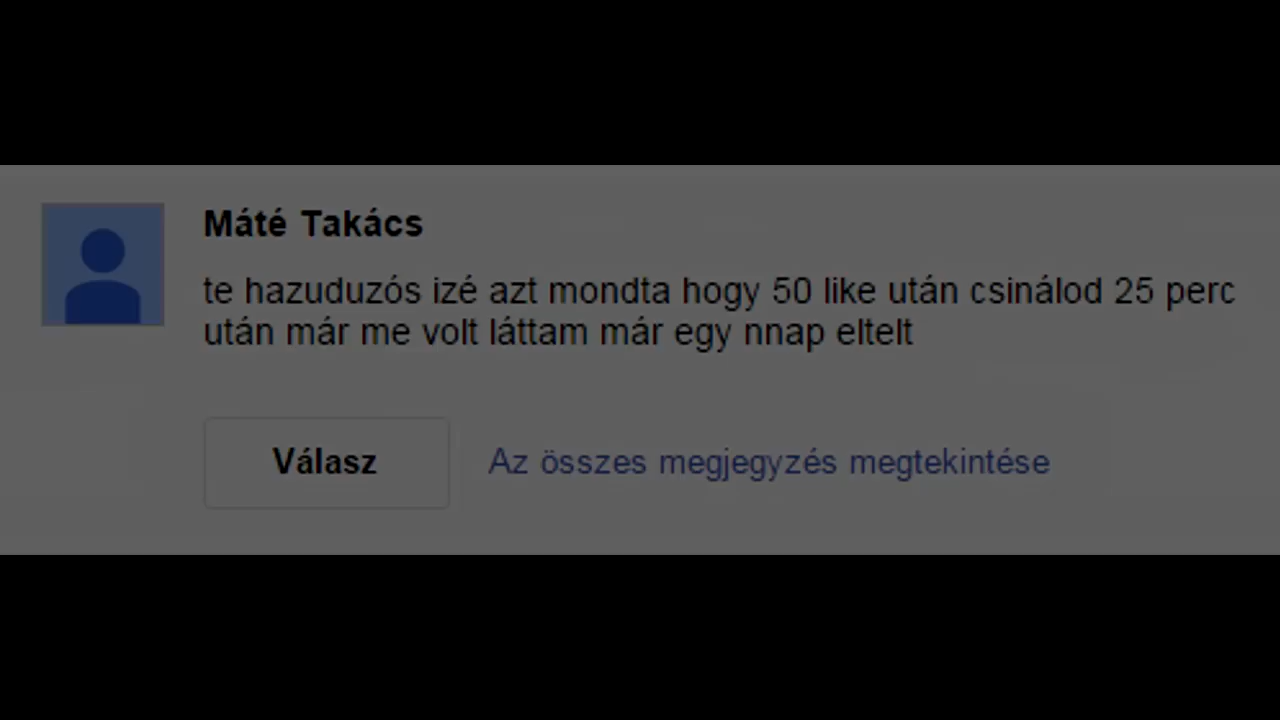 Máté Takács
te hazuduzós izé azt mondta hogy 50 like után csinálod 25 perc
után már me volt láttam már egy nnap eltelt
Válasz
Az összes megjegyzés megtekintése